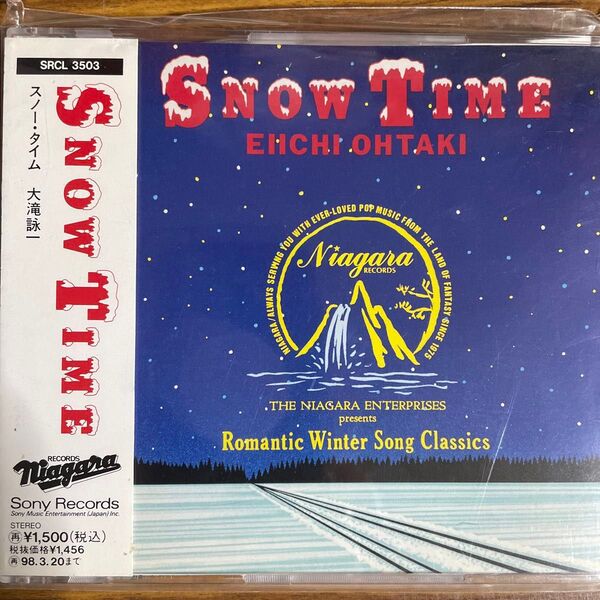 SRCL 3503
SNOW TIME
スノー・タイム 大滝詠一
RECORDS
Niagara
Sony Records
Sony Music Entertainment (Japan) Inc.
STEREO
再¥1,500(税込)
税抜価格¥1,456
再98.3.20まで
SNOW TIME
EIICHI OHTAKI
NIAGARA/ALWAYS SERVING YOU WITH EVER-LOVED POP MUSIC FROM THE LAND OF FANTASY·SINCE 1975
Niagara
RECORDS
.THE NIAGARA ENTERPRISES
presents
Romantic Winter Song Classics